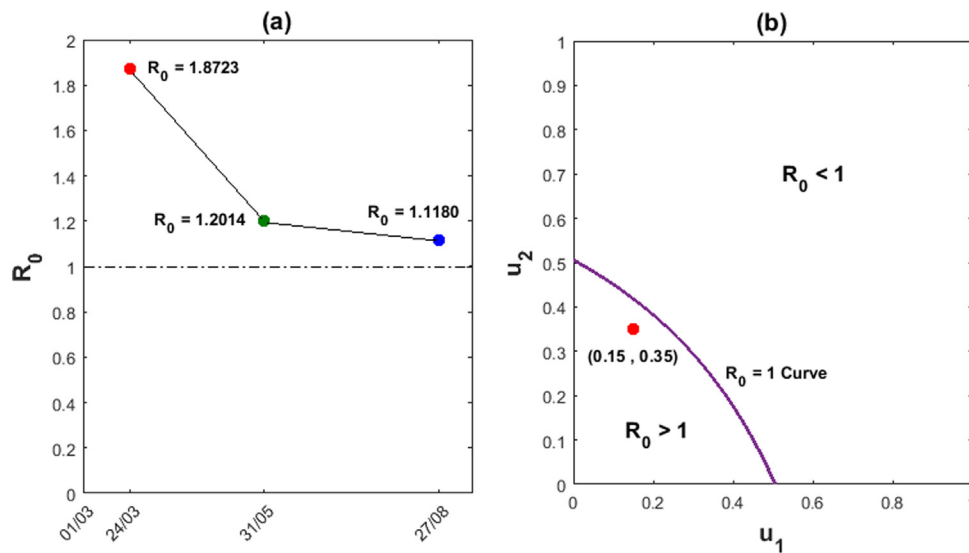 (a)
2
1.8
1.6
1.4
1.2
1
0.8
0.6
0.4
0.2
0
R0
R0 = 1.8723
R0 = 1.2014
R0 = 1.1180
01/03
24/03
31/05
27/08
(b)
1
0.9
0.8
0.7
0.6
0.5
0.4
0.3
0.2
0.1
0
u2
R0 < 1
(0.15 , 0.35)
R0 = 1 Curve
R0 > 1
0 0.2 0.4 0.6 0.8
u1